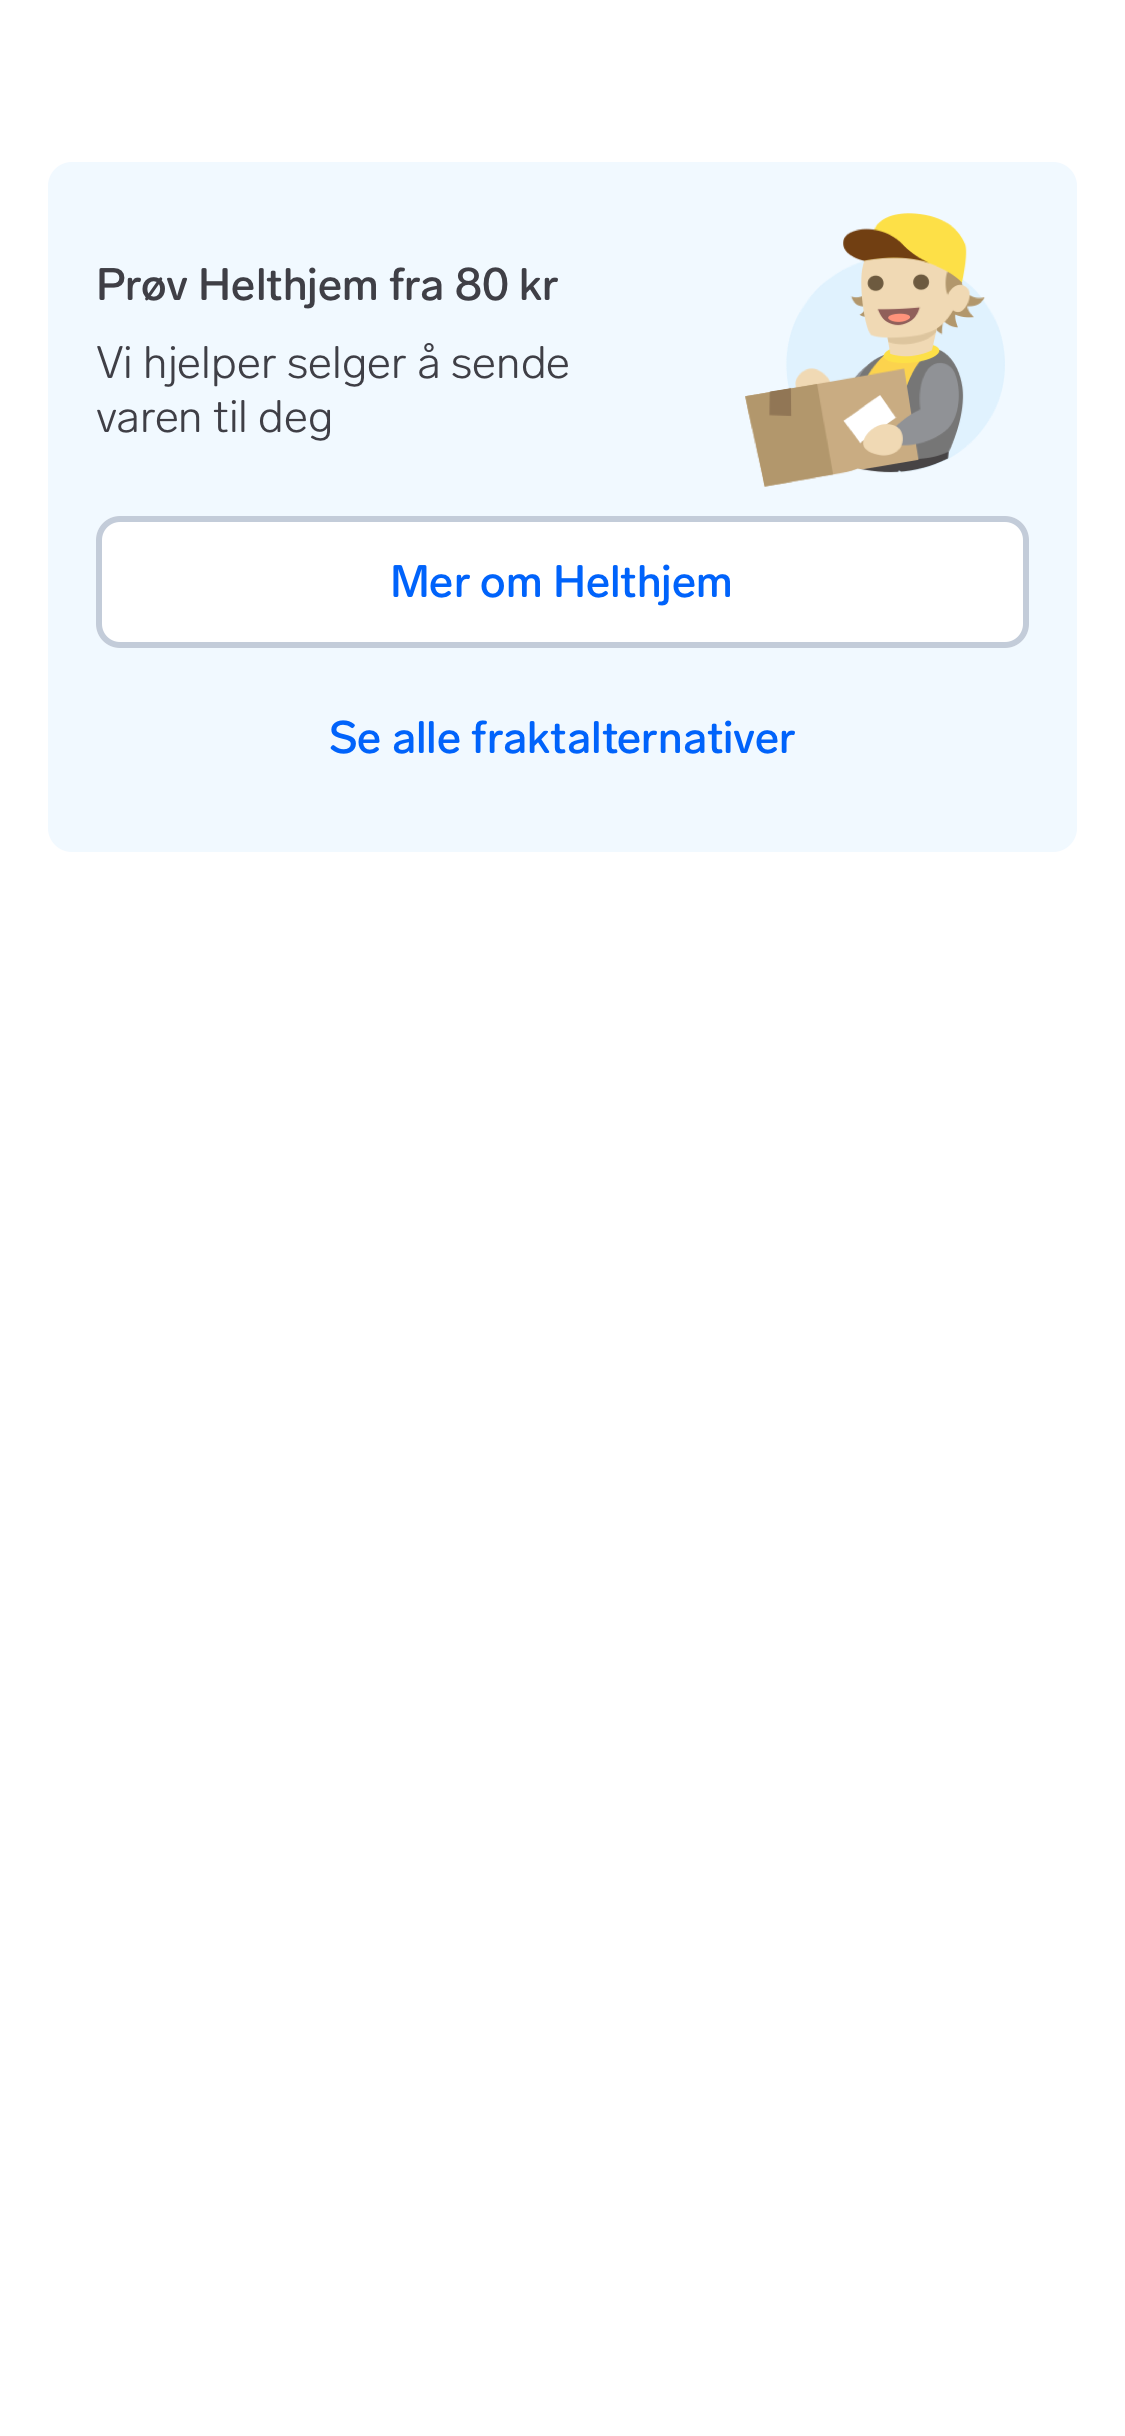 Prøv Helthjem fra 80 kr
Vi hjelper selger å sende
varen til deg
Mer om Helthjem
Se alle fraktalternativer